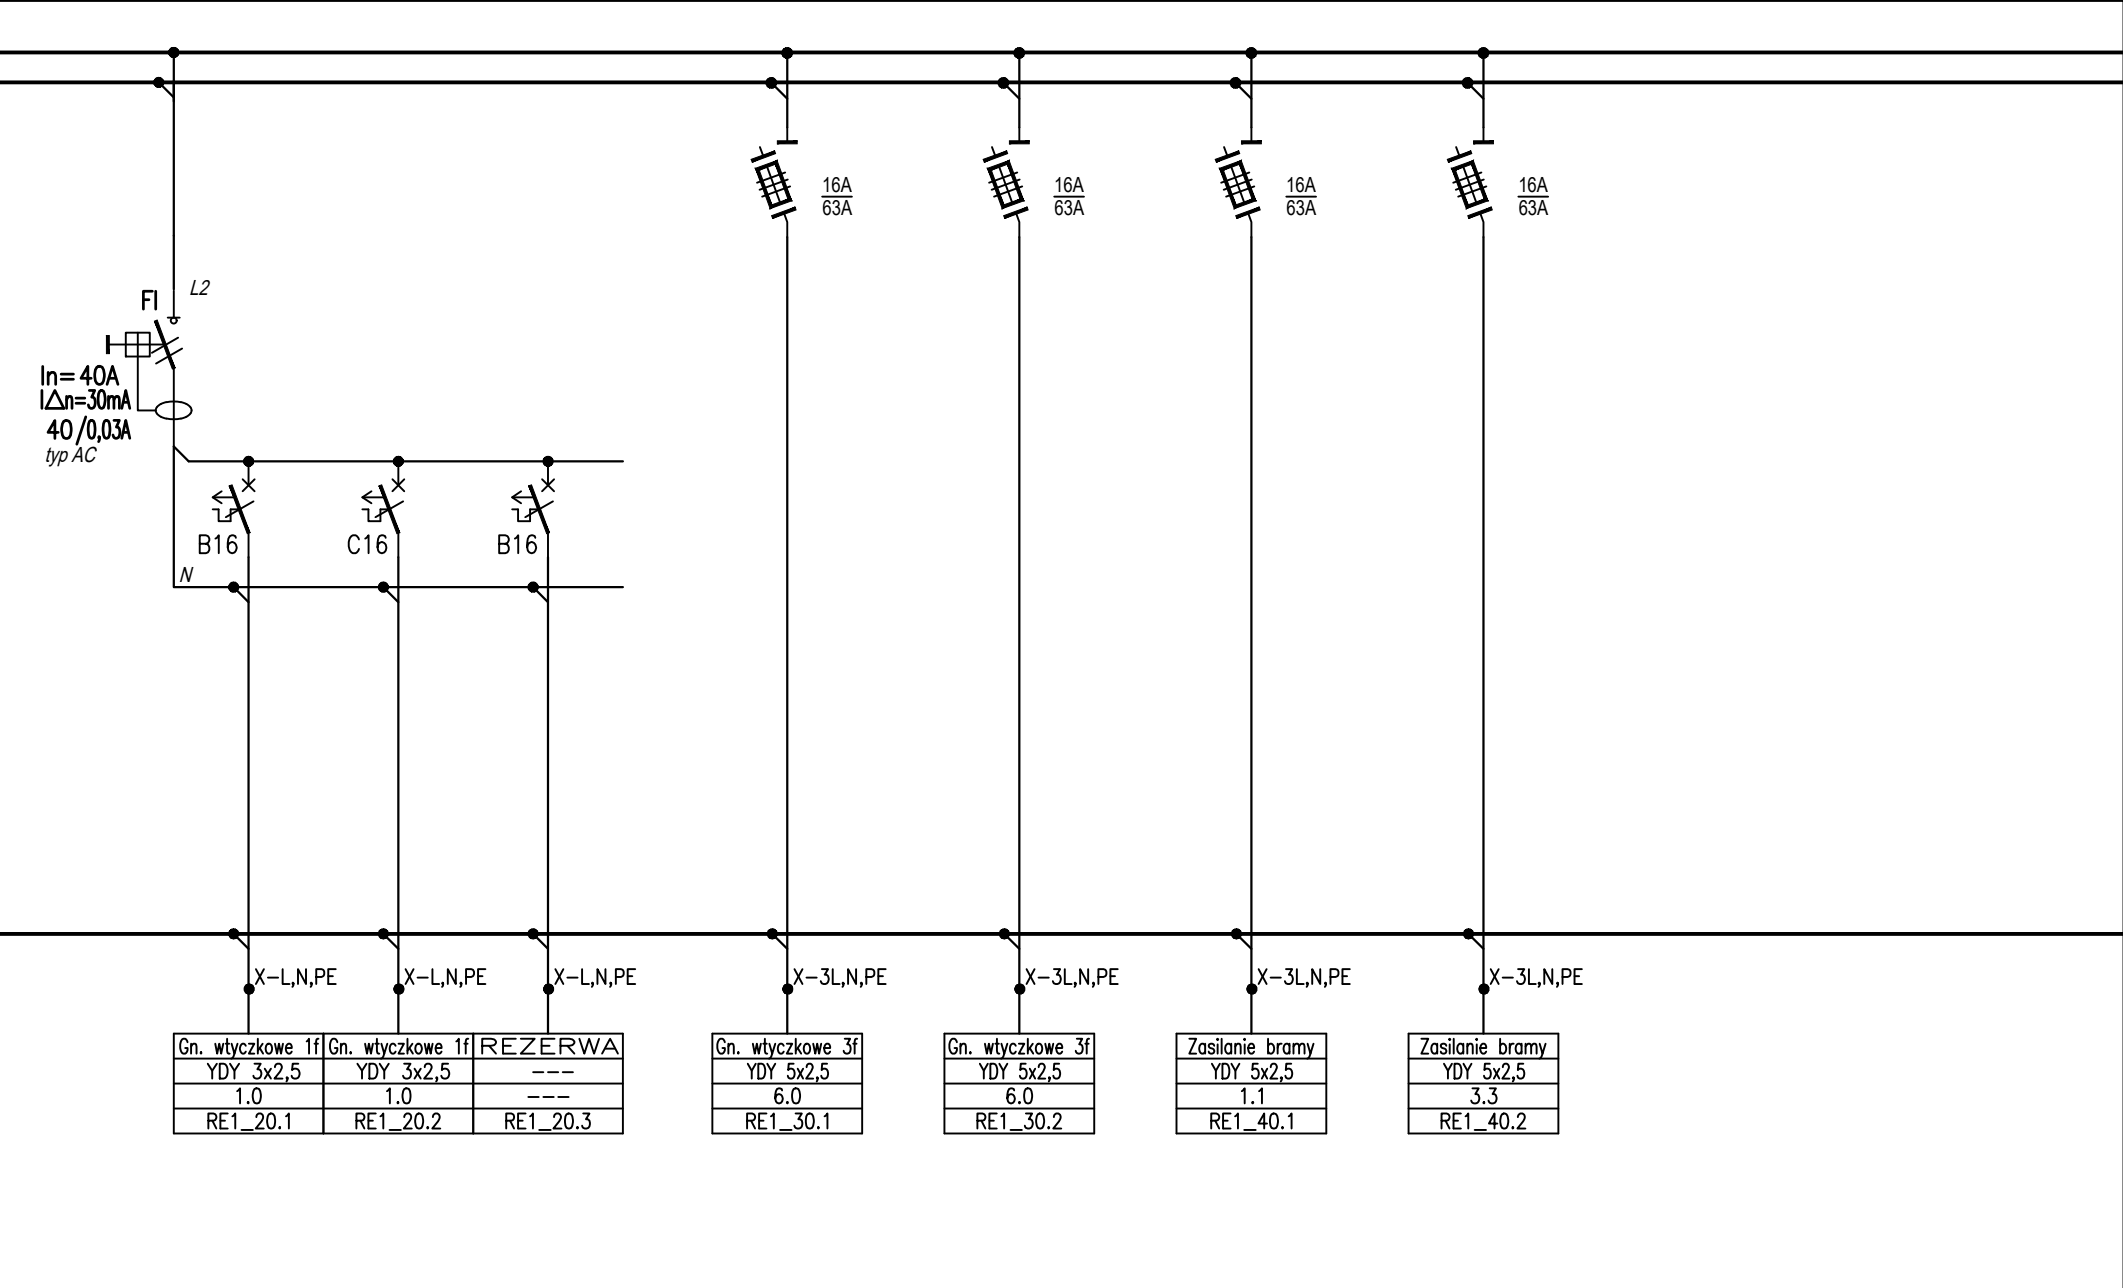 16A
63A
16A
63A
16A
63A
16A
63A
L2
FI
In=40A
I△n=30mA
40/0,03A
typ AC
B16
C16
B16
N
X-L,N,PE
X-L,N,PE
X-L,N,PE
X-3L,N,PE
X-3L,N,PE
X-3L,N,PE
X-3L,N,PE
Gn. wtyczkowe 1f
YDY 3x2,5
1.0
RE1_20.1
Gn. wtyczkowe 1f
YDY 3x2,5
1.0
RE1_20.2
REZERWA
---
---
RE1_20.3
Gn. wtyczkowe 3f
YDY 5x2,5
6.0
RE1_30.1
Gn. wtyczkowe 3f
YDY 5x2,5
6.0
RE1_30.2
Zasilanie bramy
YDY 5x2,5
1.1
RE1_40.1
Zasilanie bramy
YDY 5x2,5
3.3
RE1_40.2